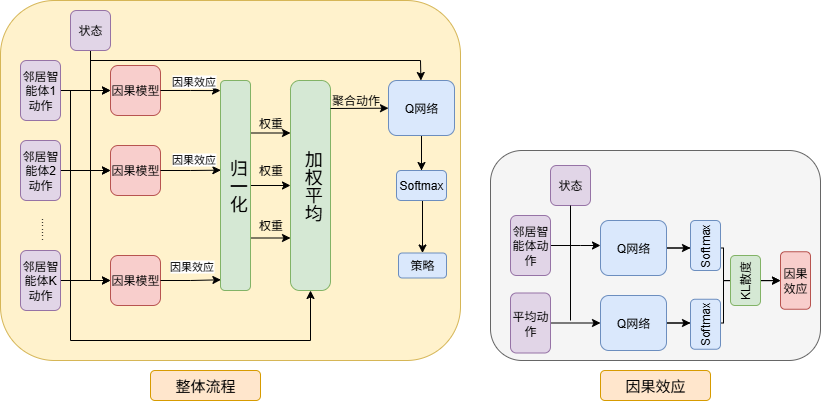 状态
邻居智
能体1
动作
因果模型
因果效应
邻居智
能体2
动作
因果模型
因果效应
......
邻居智
能体K
动作
因果模型
因果效应
归一化
权重
权重
权重
加权平均
聚合动作
Q网络
Softmax
策略
整体流程
状态
邻居智
能体动
作
Q网络
Softmax
平均动
作
Q网络
Softmax
KL散度
因果
效应
因果效应